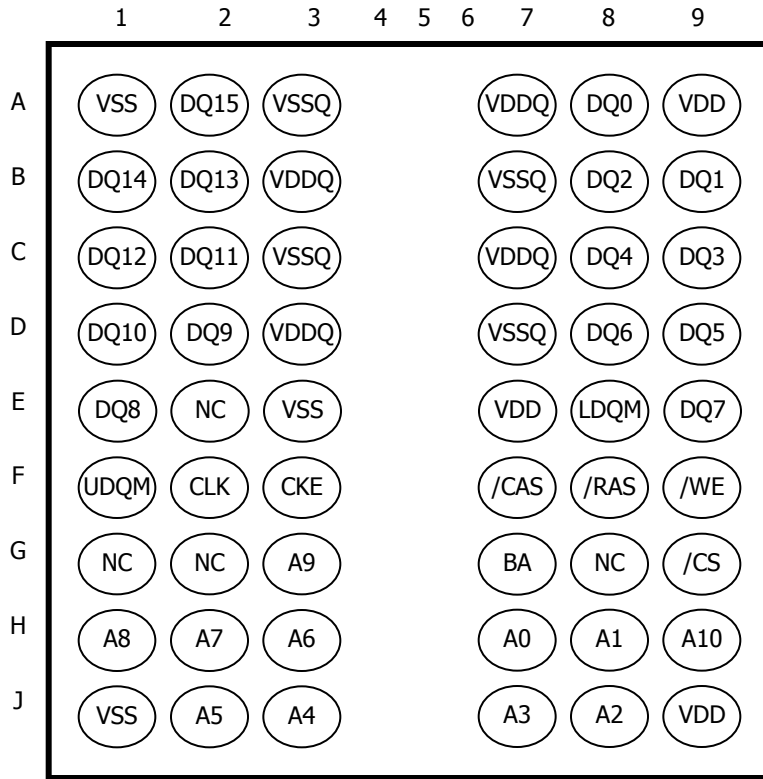 1 2 3 4 5 6 7 8 9
A VSS DQ15 VSSQ VDDQ DQ0 VDD
B DQ14 DQ13 VDDQ VSSQ DQ2 DQ1
C DQ12 DQ11 VSSQ VDDQ DQ4 DQ3
D DQ10 DQ9 VDDQ VSSQ DQ6 DQ5
E DQ8 NC VSS VDD LDQM DQ7
F UDQM CLK CKE /CAS /RAS /WE
G NC NC A9 BA NC /CS
H A8 A7 A6 A0 A1 A10
J VSS A5 A4 A3 A2 VDD